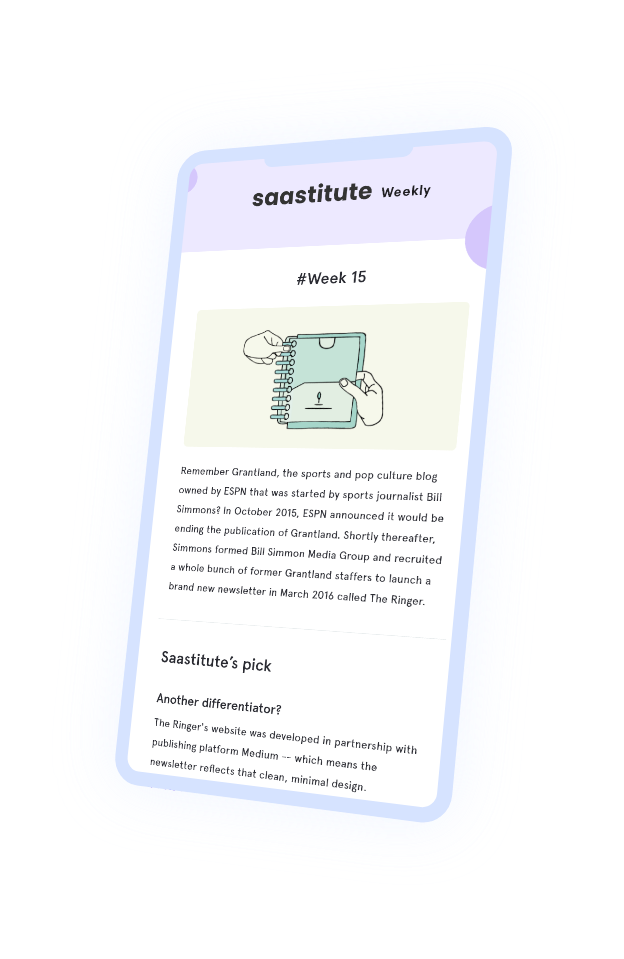 saastitute Weekly
#Week 15
Remember Grantland, the sports and pop culture blog
owned by ESPN that was started by sports journalist Bill
Simmons? In October 2015, ESPN announced it would be
ending the publication of Grantland. Shortly thereafter,
Simmons formed Bill Simmon Media Group and recruited
a whole bunch of former Grantland staffers to launch a
brand new newsletter in March 2016 called The Ringer.
Saastitute’s pick
Another differentiator?
The Ringer's website was developed in partnership with
publishing platform Medium -- which means the
newsletter reflects that clean, minimal design.